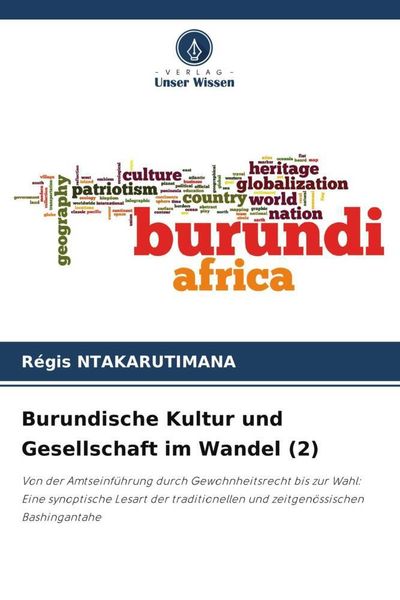 - VERLAG -
Unser Wissen
culture
heritage
globalization
patriotism
country
world
nation
geography
burundi
africa
Régis NTAKARUTIMANA
Burundische Kultur und
Gesellschaft im Wandel (2)
Von der Amtseinführung durch Gewohnheitsrecht bis zur Wahl:
Eine synoptische Lesart der traditionellen und zeitgenössischen
Bashingantahe